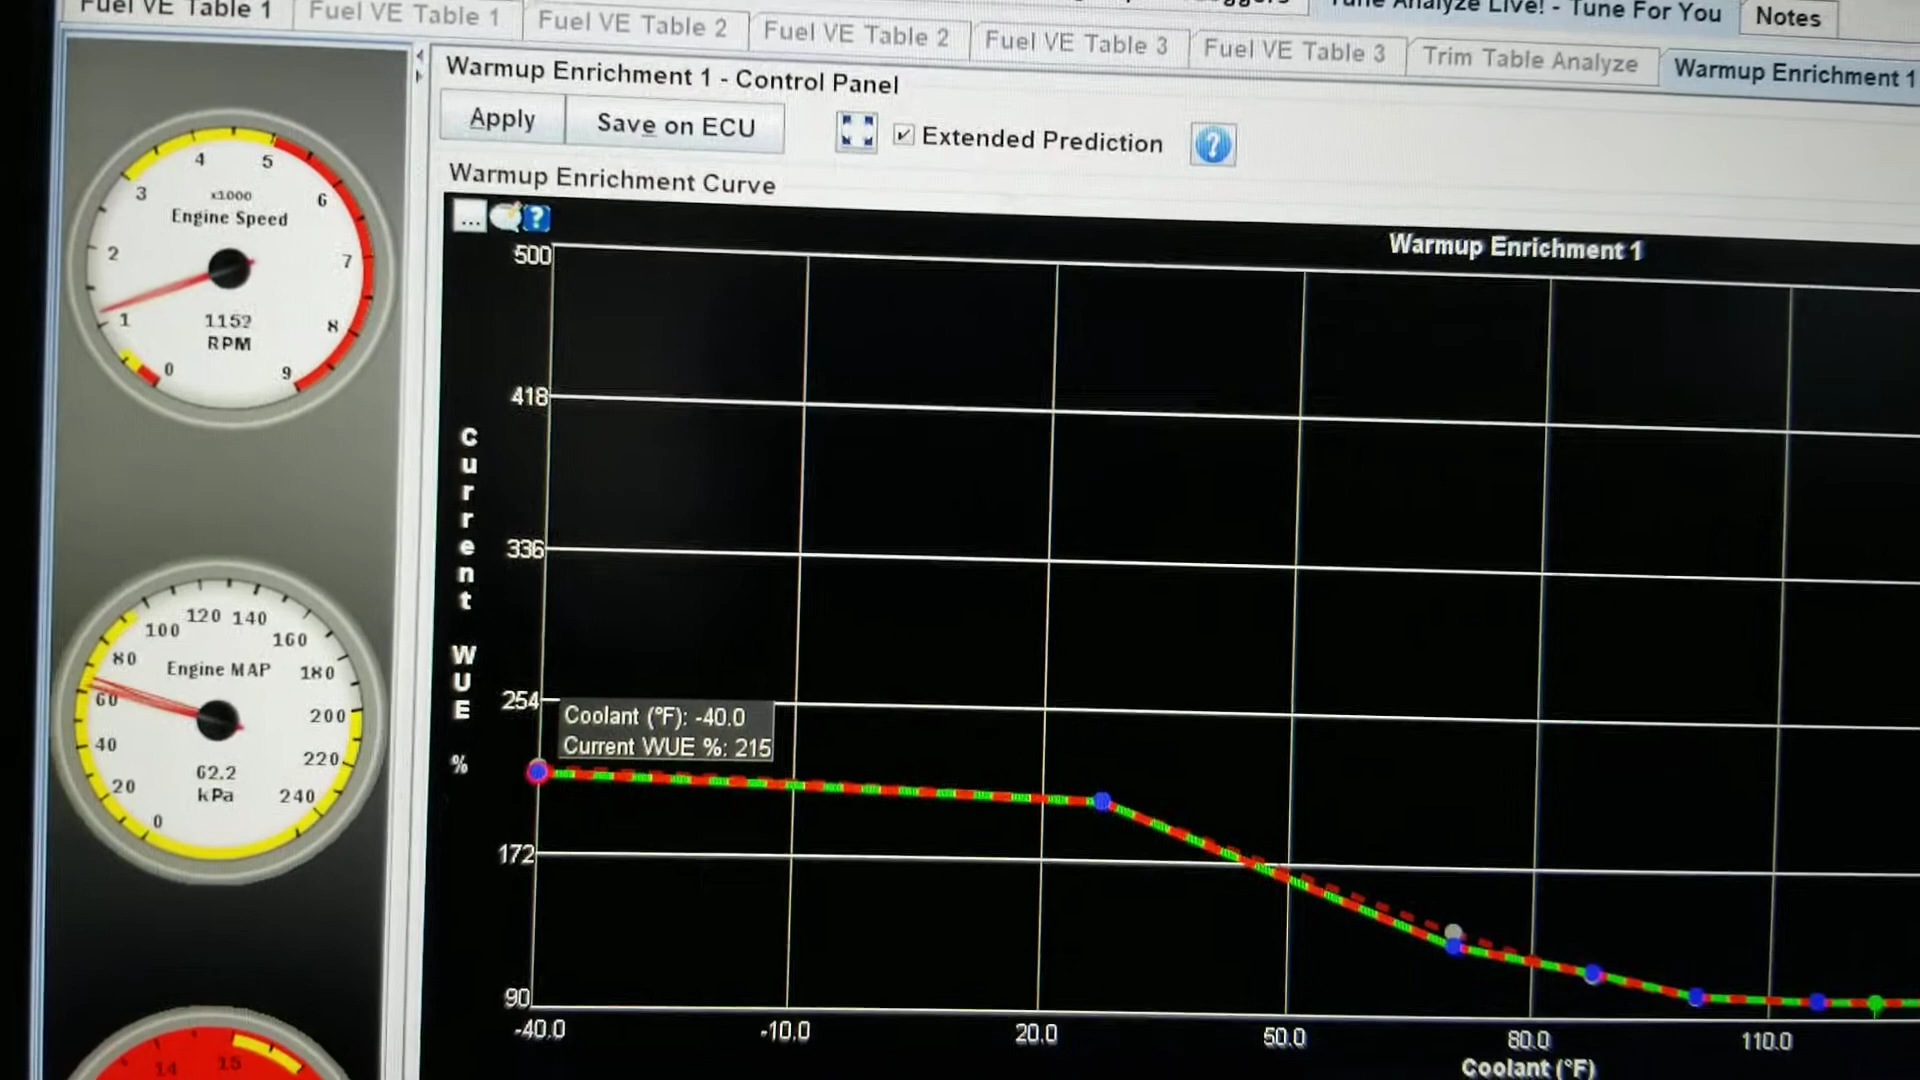 Fuel VE Table 1
Fuel VE Table 1
Fuel VE Table 2
Fuel VE Table 2
Fuel VE Table 3
Fuel VE Table 3
Trim Table Analyze
Warmup Enrichment 1
Tune Analyze Live! - Tune For You
Notes
Warmup Enrichment 1 - Control Panel
Apply
Save on ECU
Extended Prediction
?
Warmup Enrichment Curve
...
?
Warmup Enrichment 1
500
418
336
254
172
90
Current WUE %
Coolant (°F): -40.0
Current WUE %: 215
-40.0
-10.0
20.0
50.0
80.0
110.0
Coolant (°F)
0
1
2
3
4
5
6
7
8
9
x1000
Engine Speed
1152
RPM
0
20
40
60
80
100
120
140
160
180
200
220
240
Engine MAP
62.2
kPa
14
15